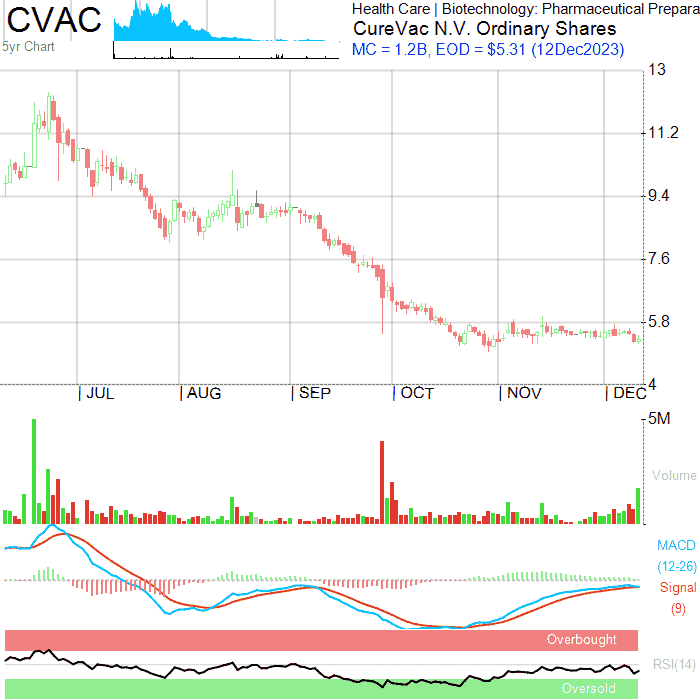 CVAC
Health Care | Biotechnology: Pharmaceutical Prepara
CureVac N.V. Ordinary Shares
5yr Chart
MC = 1.2B, EOD = $5.31 (12Dec2023)
13
11.2
9.4
7.6
5.8
4
| JUL | AUG | SEP | OCT | NOV | DEC
5M
Volume
MACD
(12-26)
Signal
(9)
Overbought
RSI(14)
Oversold